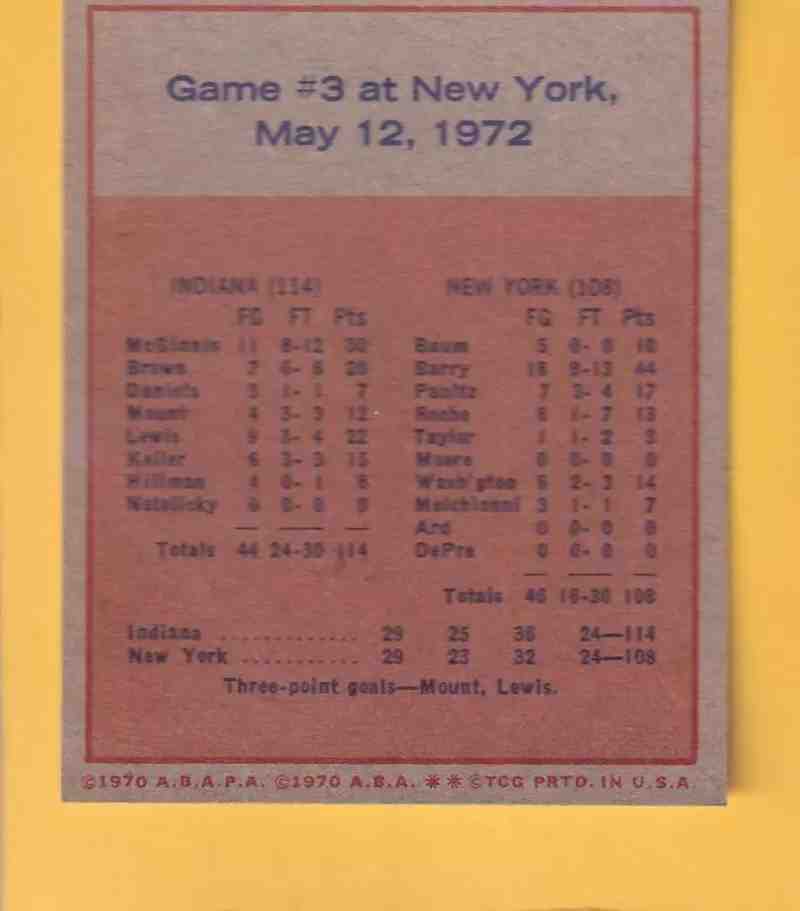 Game #3 at New York,
May 12, 1972
INDIANA (114)
FG FT Pts
McGinnis 11 8-12 30
Brown 7 6- 20
Daniels 3 1- 1 7
Mount 4 3- 3 12
Lewis 9 3- 4 22
Keller 6 3- 3 15
Hillman 4 0- 1 8
Netolicky 0 0- 0 0
Totals 44 24-30 114
NEW YORK (108)
FG FT Pts
Baum 5 0- 0 10
Barry 9-13 44
Paultz 7 3- 4 17
Roche 6 1- 13
Taylor 1 1- 2 3
Moore 0 0- 0 0
Wash'gton 6 2- 3 14
Melchionni 3 1- 1 7
Ard 0 0- 0 0
DePre 0 0- 0 0
Totals 46 16-30 108
Indiana ............. 29 25 36 24—114
New York ........... 29 23 32 24—108
Three-point goals—Mount, Lewis.
©1970 A.B.A.P.A. ©1970 A.B.A. ** ©TCG PRTD. IN U.S.A